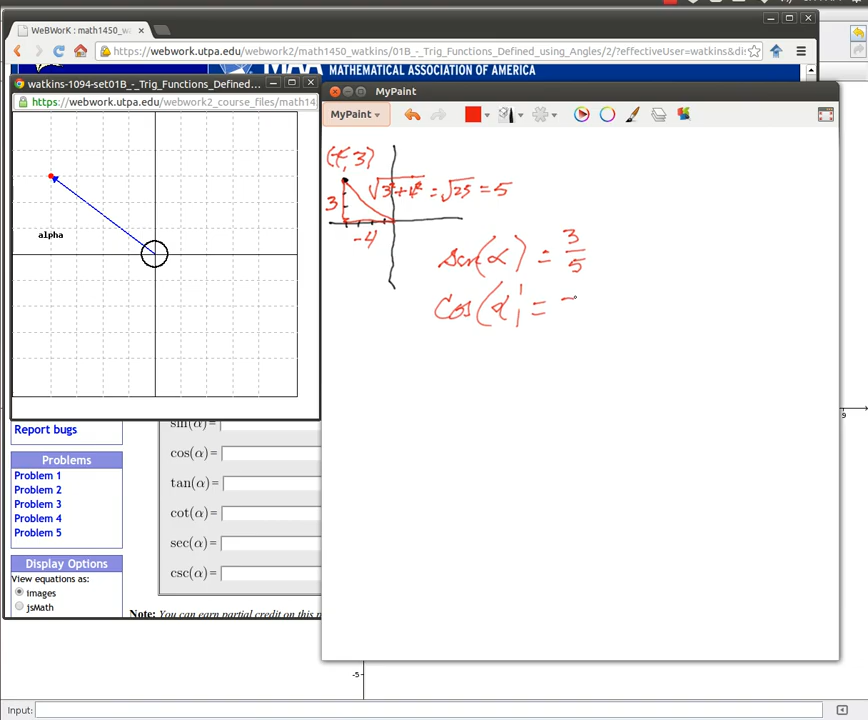 WeBWorK : math1450_w
https://webwork.utpa.edu/webwork2/math1450_watkins/01B_-_Trig_Functions_Defined_using_Angles/2/?effectiveUser=watkins&di
MATHEMATICAL ASSOCIATION OF AMERICA
watkins-1094-set01B_-_Trig_Functions_Defined_...
https://webwork.utpa.edu/webwork2_course_files/math14
alpha
MyPaint
MyPaint
(-4, 3)
√3²+4² = √25 = 5
3
-4
sin(α) = 3/5
cos(α) = -
Report bugs
Problems
Problem 1
Problem 2
Problem 3
Problem 4
Problem 5
Display Options
View equations as:
images
jsMath
sin(α) =
cos(α) =
tan(α) =
cot(α) =
sec(α) =
csc(α) =
Note: You can earn partial credit on this p
9
-5
Input: